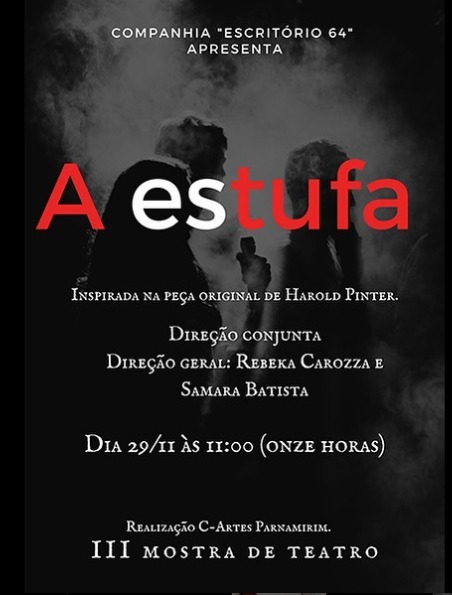 COMPANHIA "ESCRITÓRIO 64"
APRESENTA
A estufa
Inspirada na peça original de Harold Pinter.
Direção conjunta
Direção geral: Rebeka Carozza e
Samara Batista
Dia 29/11 às 11:00 (onze horas)
Realização C-Artes Parnamirim.
III MOSTRA DE TEATRO